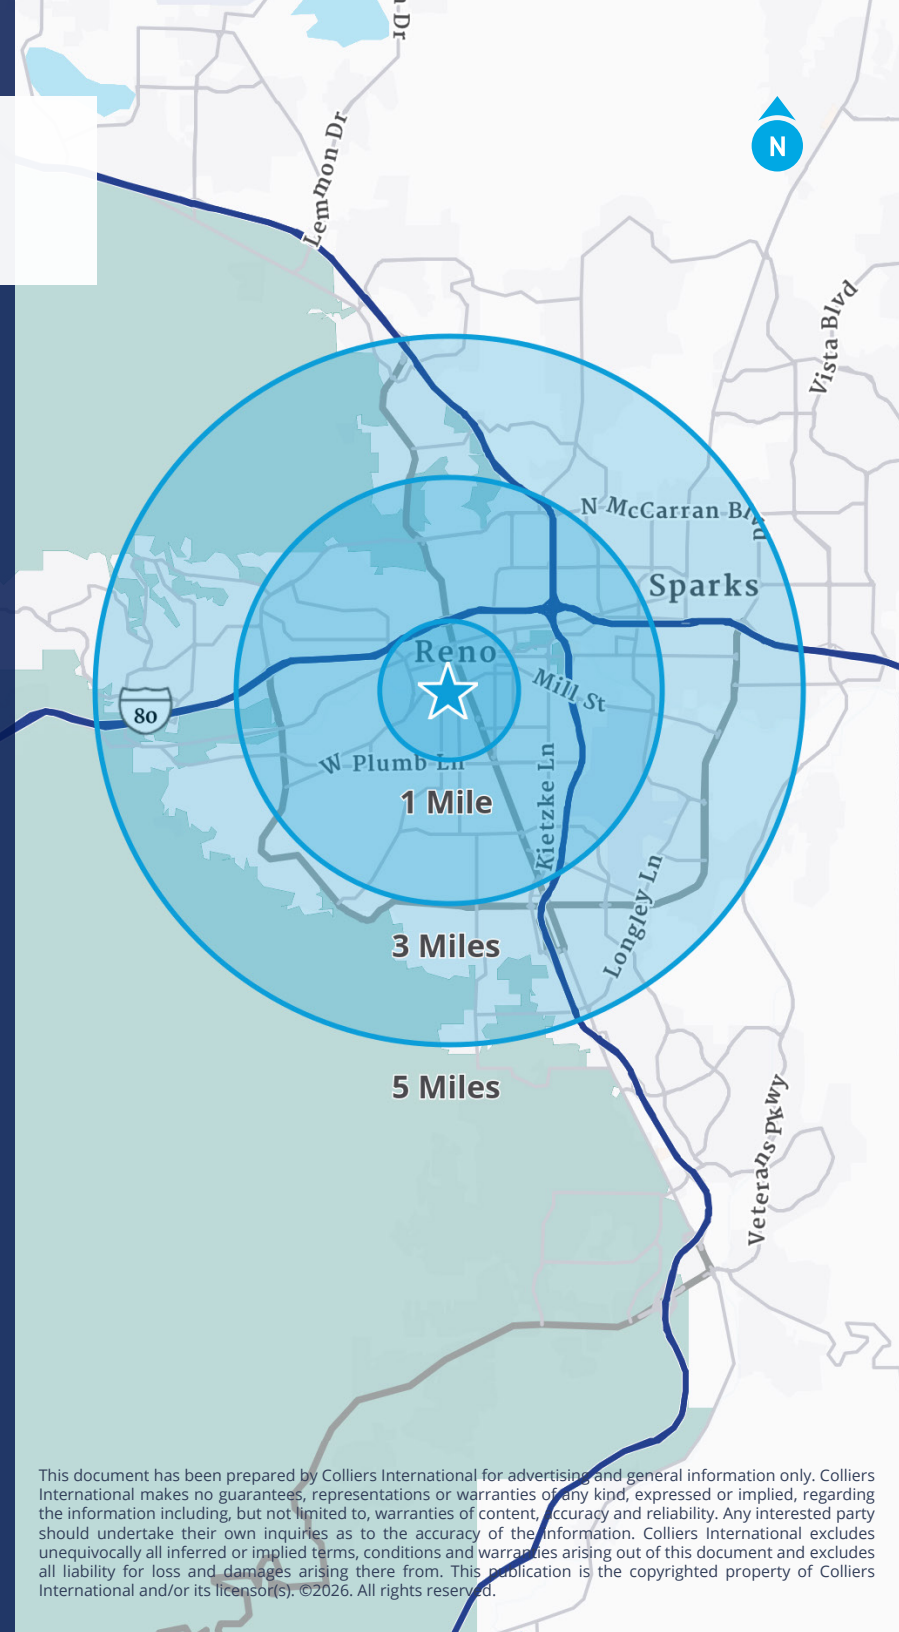 Dr
Lemmon Dr
N
Vista Blvd
N McCarran Blvd
Sparks
Reno
Mill St
80
W Plumb Ln
1 Mile
Kietzke Ln
Longley Ln
3 Miles
5 Miles
Veterans Pkwy
This document has been prepared by Colliers International for advertising and general information only. Colliers
International makes no guarantees, representations or warranties of any kind, expressed or implied, regarding
the information including, but not limited to, warranties of content, accuracy and reliability. Any interested party
should undertake their own inquiries as to the accuracy of the information. Colliers International excludes
unequivocally all inferred or implied terms, conditions and warranties arising out of this document and excludes
all liability for loss and damages arising there from. This publication is the copyrighted property of Colliers
International and/or its licensor(s). ©2026. All rights reserved.